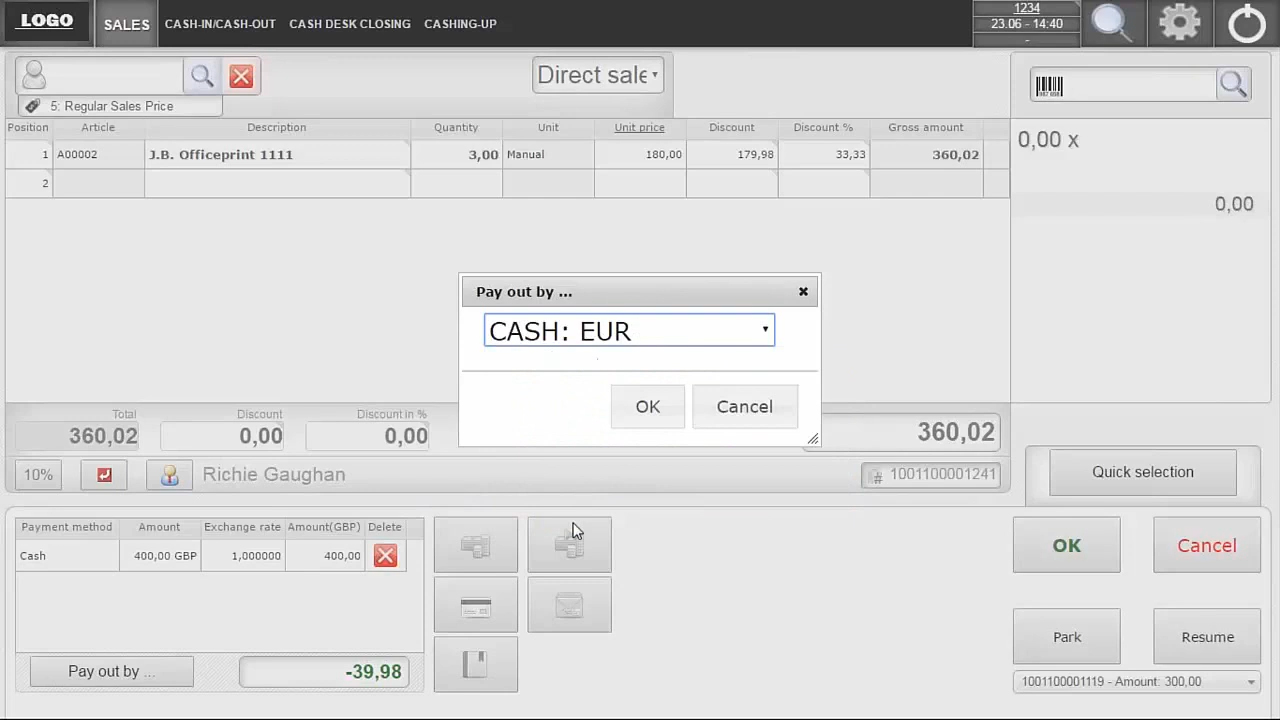 LOGO SALES CASH-IN/CASH-OUT CASH DESK CLOSING CASHING-UP
1234
23.06 - 14:40
-
Direct sale
5: Regular Sales Price
Position Article Description Quantity Unit Unit price Discount Discount % Gross amount
1 A00002 J.B. Officeprint 1111 3,00 Manual 180,00 179,98 33,33 360,02
2
0,00 x
0,00
Pay out by ...
CASH: EUR
OK Cancel
Total Discount Discount in %
360,02 0,00 0,00 360,02
10% Richie Gaughan # 1001100001241
Quick selection
Payment method Amount Exchange rate Amount(GBP) Delete
Cash 400,00 GBP 1,000000 400,00
Pay out by ... -39,98
OK Cancel
Park Resume
1001100001119 - Amount: 300,00